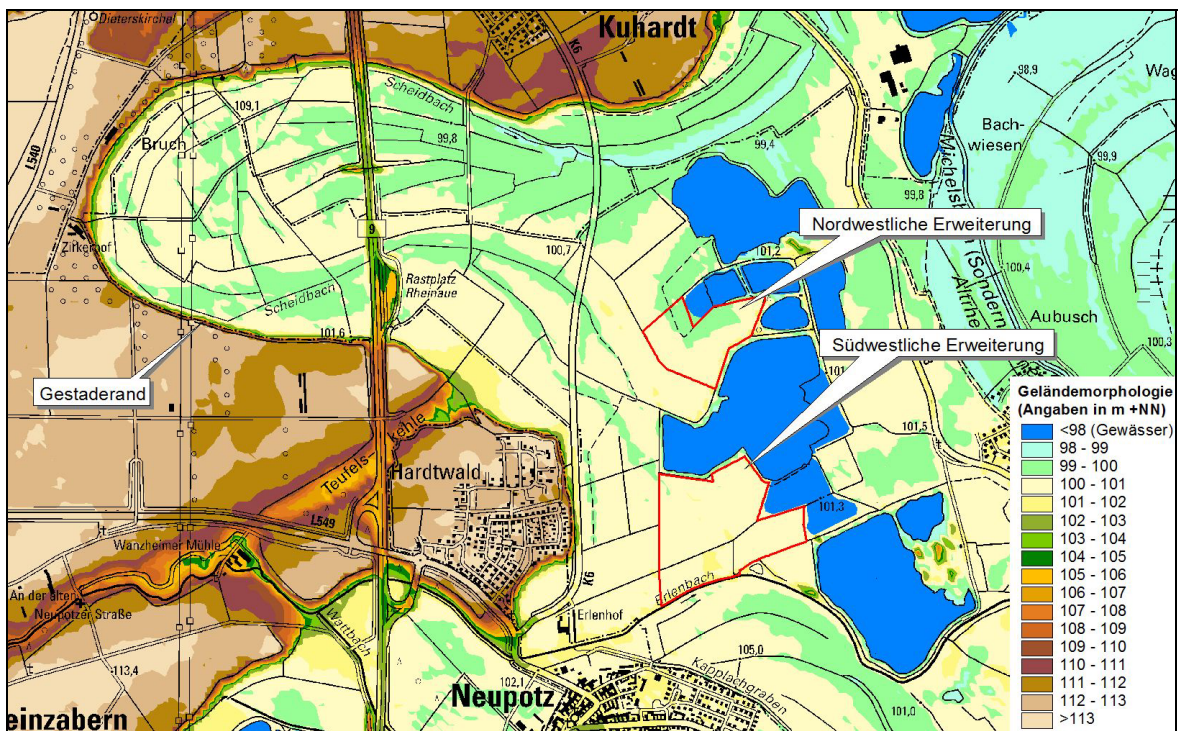 Dieterskirchel
Kuhardt
K6
L540
109,1
Bruch
Scheidbach
99,8
99,4
98,9
Bach-
wiesen
99,9
99,8
Zirkerhof
9
Rastplatz
Rheinaue
100,7
101,2
Nordwestliche Erweiterung
100,4
Aubusch
100,3
Scheidbach
101,6
Gestaderand
Südwestliche Erweiterung
Teufels
kehle
Hardtwald
L549
Wanzheimer Mühle
An der alten
Neupotzer Straße
113,4
Wattbach
K6
Erlenhof
Erlenbach
101,3
101,5
102,1
Neupotz
105,0
Kapplachgraben
101,0
einzabern
Geländemorphologie
(Angaben in m +NN)
<98 (Gewässer)
98 - 99
99 - 100
100 - 101
101 - 102
102 - 103
103 - 104
104 - 105
105 - 106
106 - 107
107 - 108
108 - 109
109 - 110
110 - 111
111 - 112
112 - 113
>113